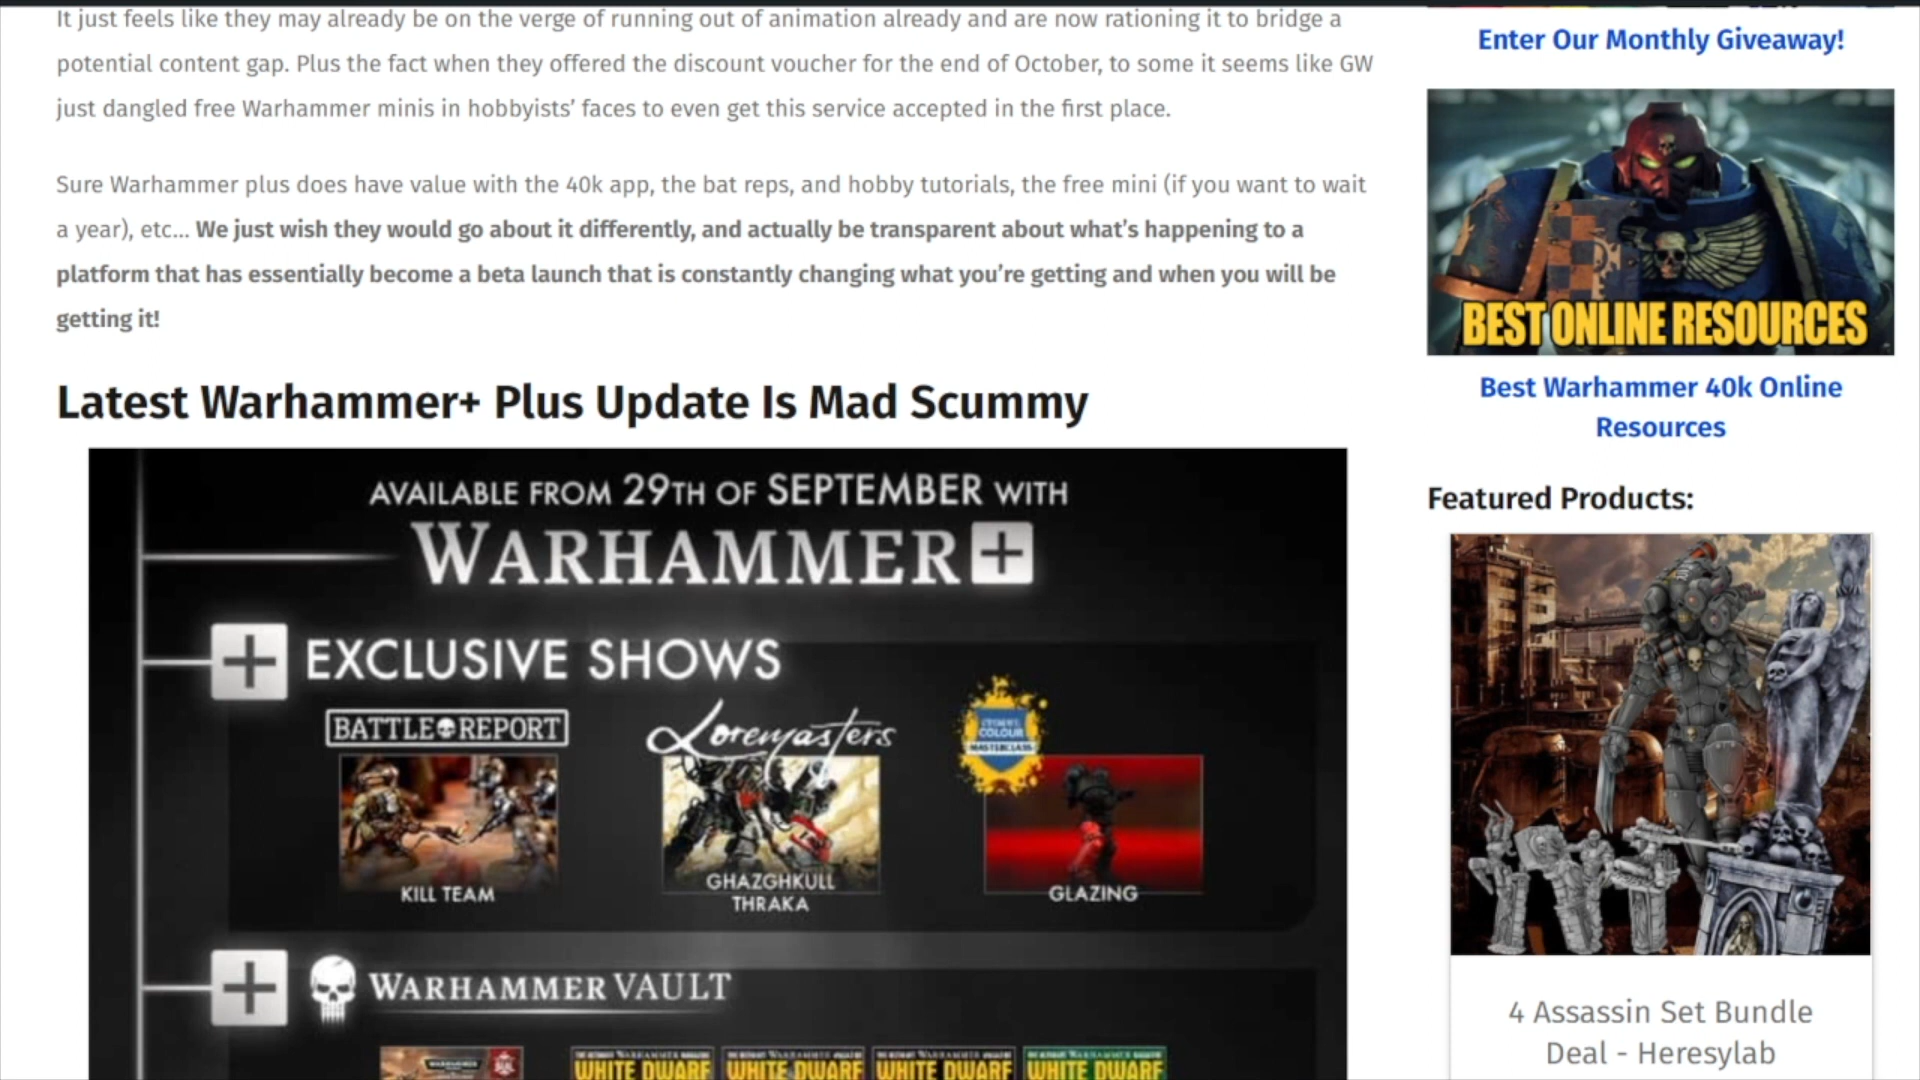 It just feels like they may already be on the verge of running out of animation already and are now rationing it to bridge a
potential content gap. Plus the fact when they offered the discount voucher for the end of October, to some it seems like GW
just dangled free Warhammer minis in hobbyists’ faces to even get this service accepted in the first place.
Sure Warhammer plus does have value with the 40k app, the bat reps, and hobby tutorials, the free mini (if you want to wait
a year), etc... We just wish they would go about it differently, and actually be transparent about what’s happening to a
platform that has essentially become a beta launch that is constantly changing what you’re getting and when you will be
getting it!
Latest Warhammer+ Plus Update Is Mad Scummy
AVAILABLE FROM 29TH OF SEPTEMBER WITH
WARHAMMER+
EXCLUSIVE SHOWS
BATTLE REPORT
Loremasters
COLOUR
MASTERCLASS
KILL TEAM
GHAZGHKULL
THRAKA
GLAZING
WARHAMMER VAULT
WHITE DWARF
WHITE DWARF
WHITE DWARF
WHITE DWARF
Enter Our Monthly Giveaway!
BEST ONLINE RESOURCES
Best Warhammer 40k Online
Resources
Featured Products:
4 Assassin Set Bundle
Deal - Heresylab